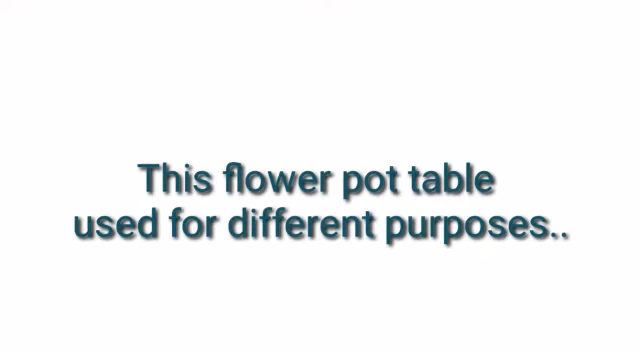 This flower pot table
used for different purposes..